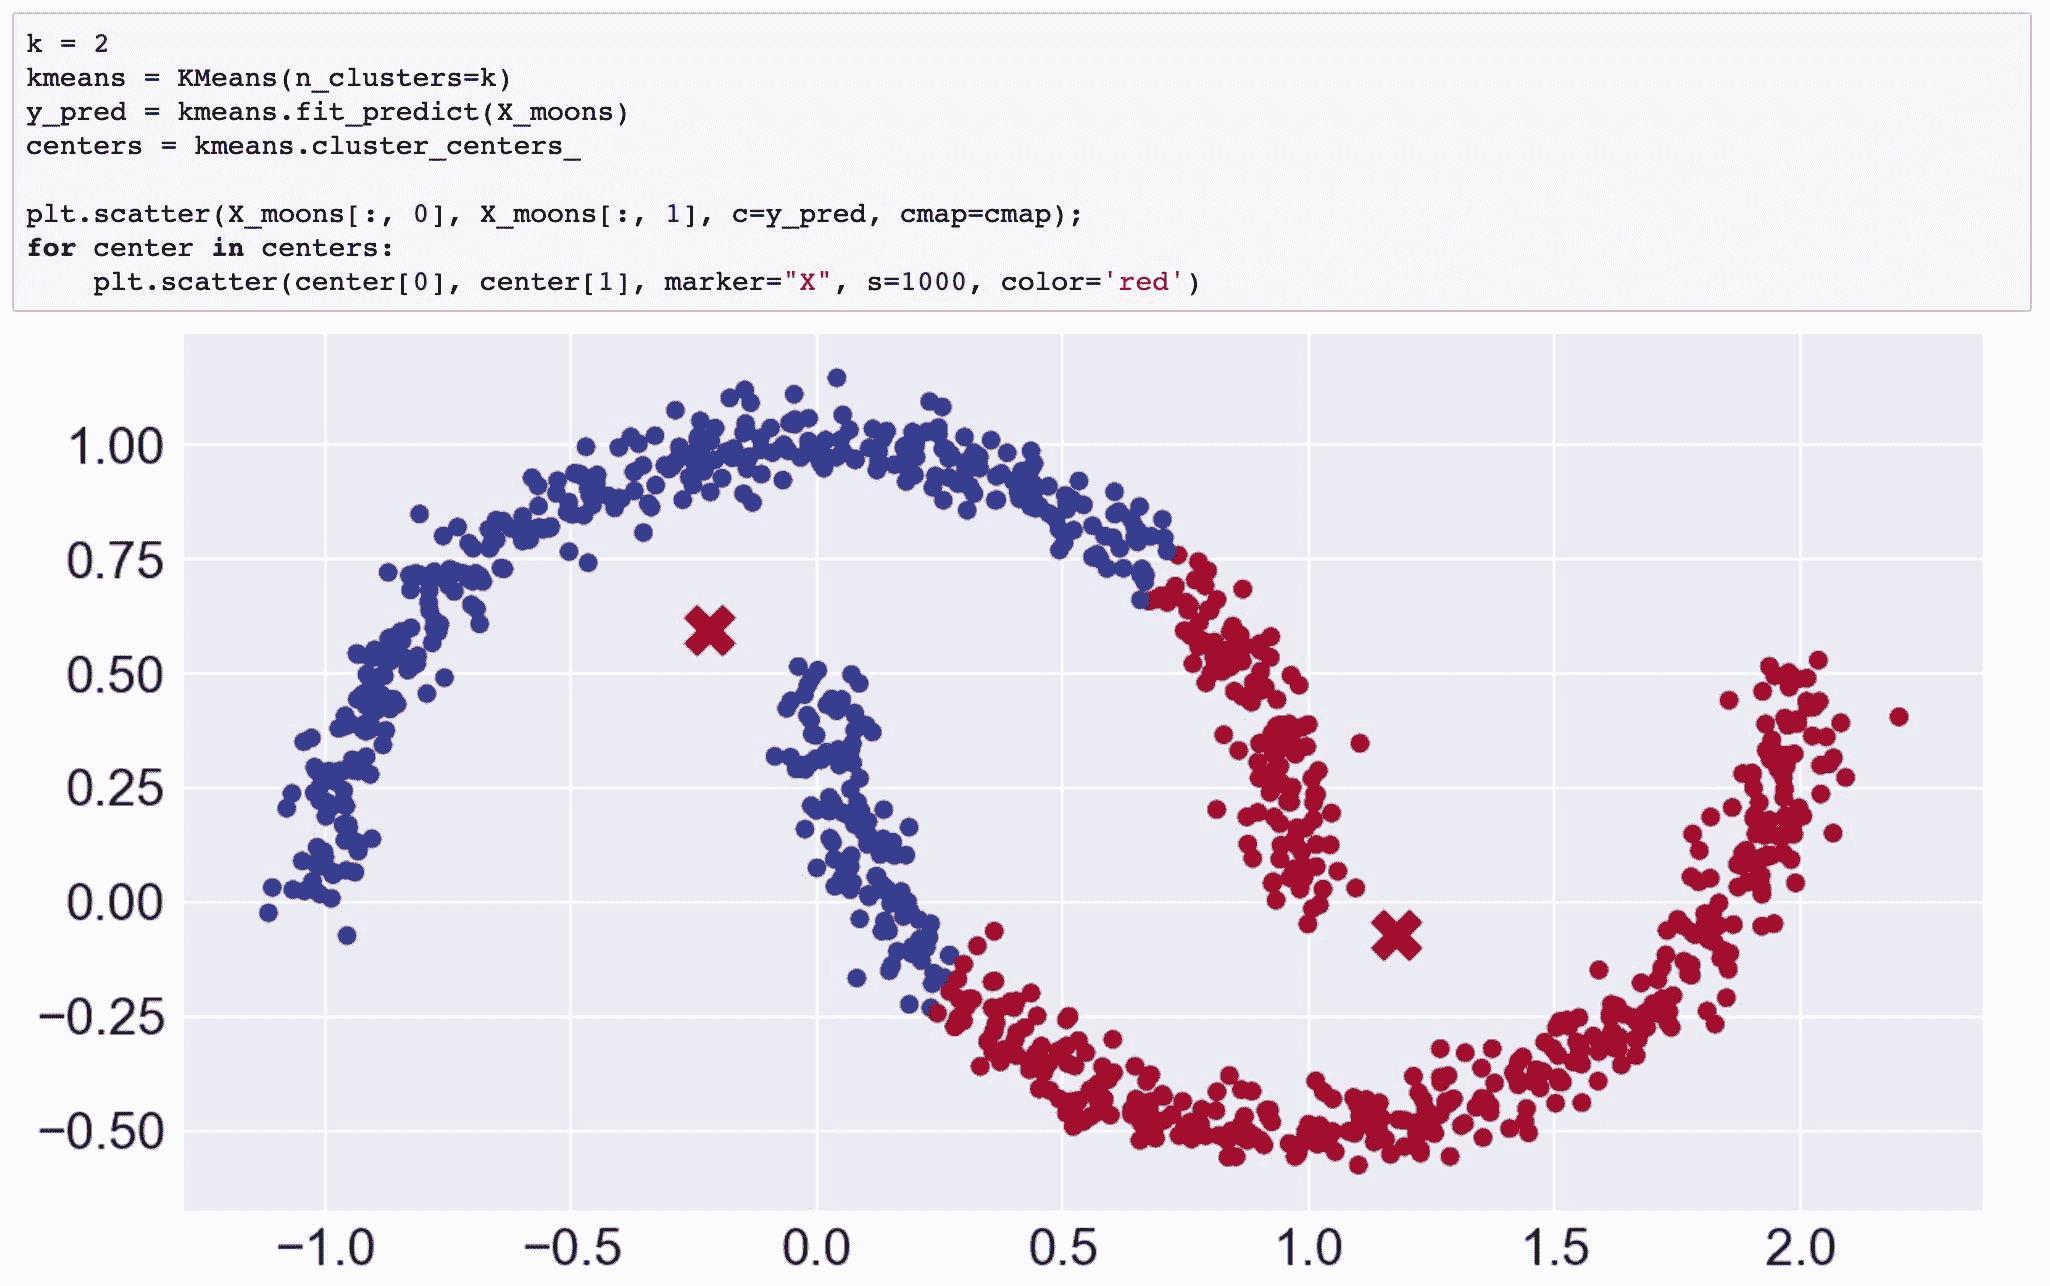 k = 2
kmeans = KMeans(n_clusters=k)
y_pred = kmeans.fit_predict(X_moons)
centers = kmeans.cluster_centers_
plt.scatter(X_moons[:, 0], X_moons[:, 1], c=y_pred, cmap=cmap);
for center in centers:
    plt.scatter(center[0], center[1], marker="X", s=1000, color='red')
1.00
0.75
0.50
0.25
0.00
−0.25
−0.50
−1.0 −0.5 0.0 0.5 1.0 1.5 2.0